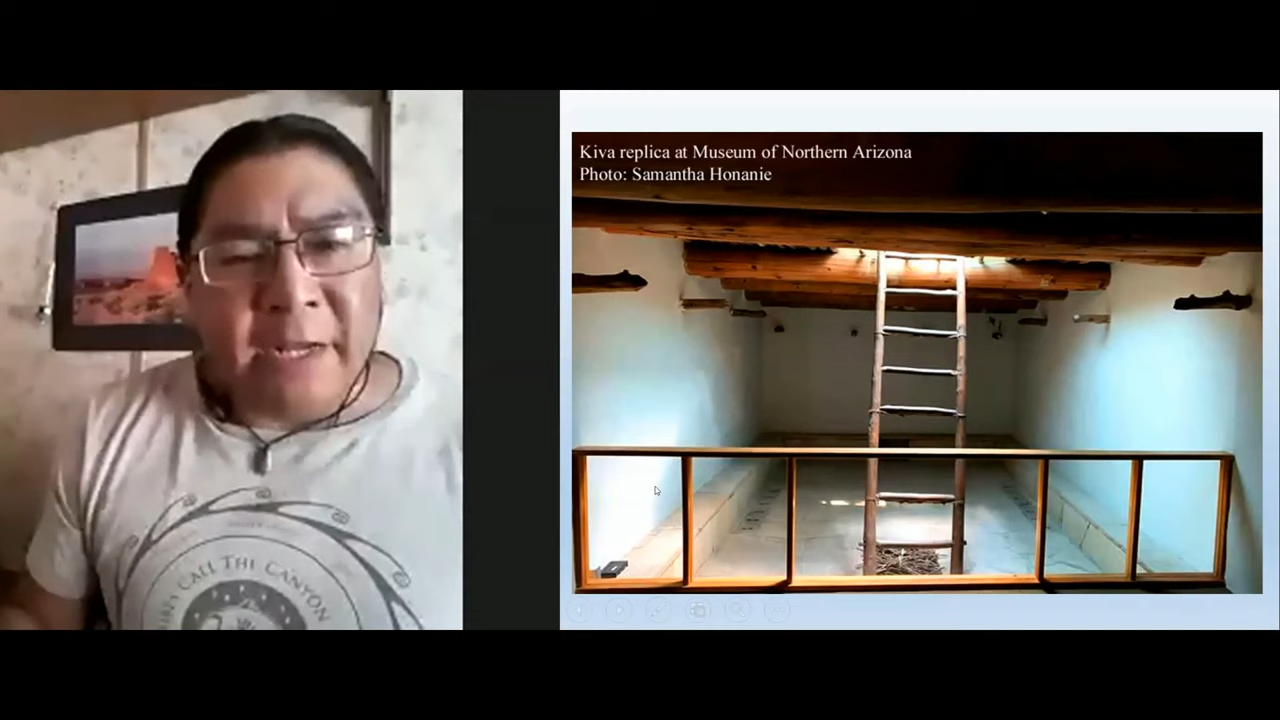 Kiva replica at Museum of Northern Arizona
Photo: Samantha Honanie
CALL THE CANYON